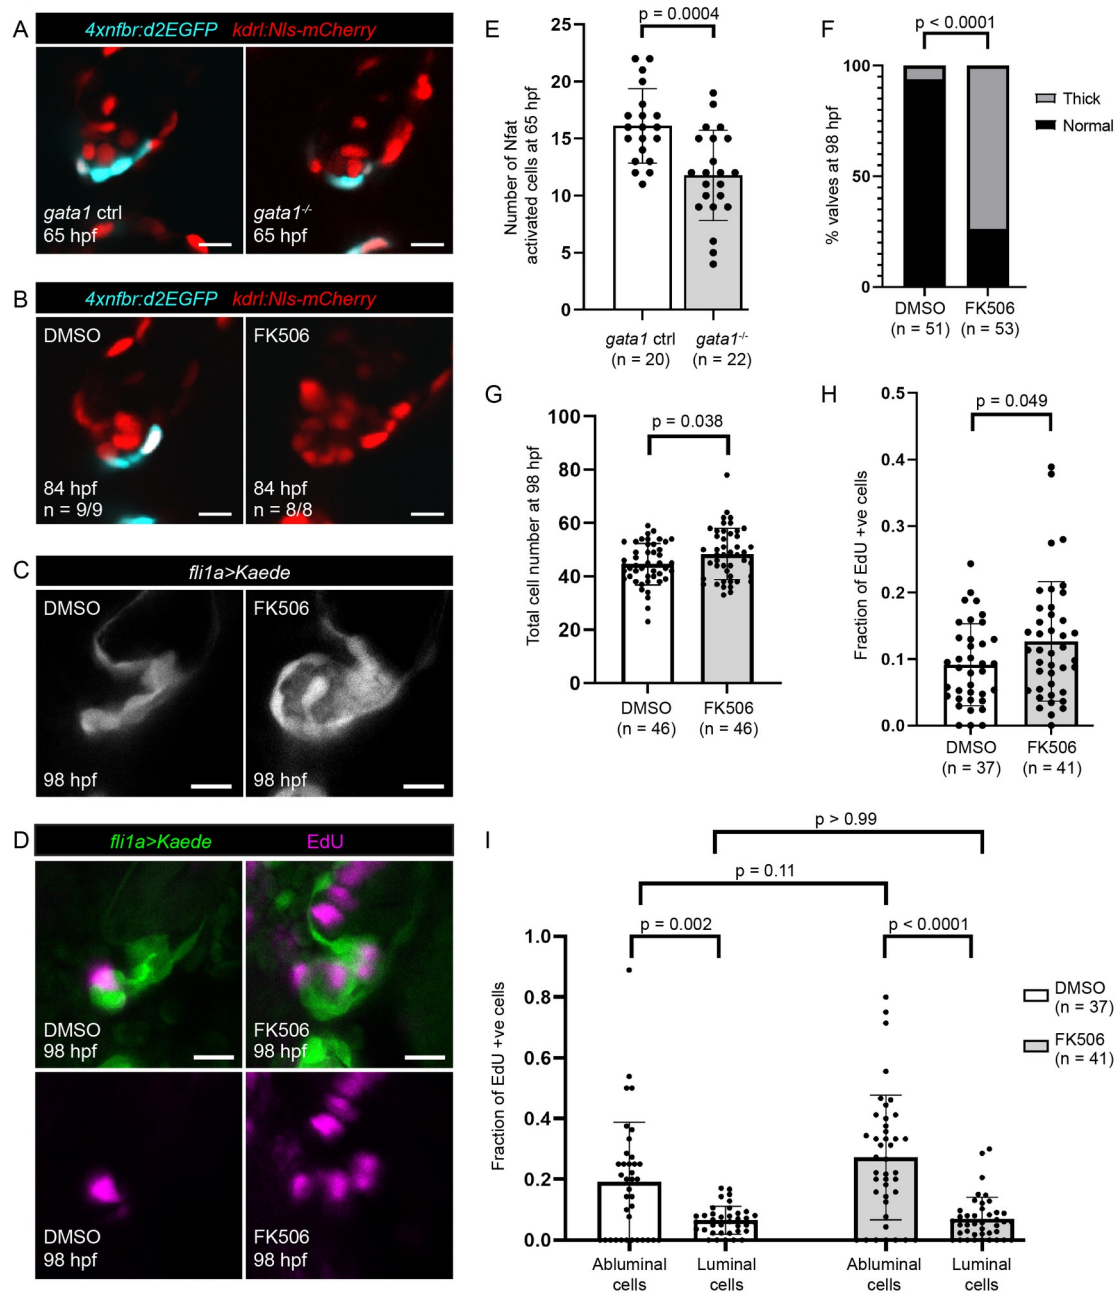 A
4xnfbr:d2EGFP kdrl:Nls-mCherry
gata1 ctrl
65 hpf
gata1-/-
65 hpf
B
4xnfbr:d2EGFP kdrl:Nls-mCherry
DMSO
84 hpf
n = 9/9
FK506
84 hpf
n = 8/8
C
fli1a>Kaede
DMSO
98 hpf
FK506
98 hpf
D
fli1a>Kaede EdU
DMSO
98 hpf
FK506
98 hpf
DMSO
98 hpf
FK506
98 hpf
E
p = 0.0004
Number of Nfat
activated cells at 65 hpf
25
20
15
10
5
0
gata1 ctrl
(n = 20)
gata1-/-
(n = 22)
F
p < 0.0001
% valves at 98 hpf
100
50
0
Thick
Normal
DMSO
(n = 51)
FK506
(n = 53)
G
p = 0.038
Total cell number at 98 hpf
100
80
60
40
20
0
DMSO
(n = 46)
FK506
(n = 46)
H
p = 0.049
Fraction of EdU +ve cells
0.5
0.4
0.3
0.2
0.1
0.0
DMSO
(n = 37)
FK506
(n = 41)
I
p > 0.99
p = 0.11
p = 0.002
p < 0.0001
Fraction of EdU +ve cells
1.0
0.8
0.6
0.4
0.2
0.0
DMSO
(n = 37)
FK506
(n = 41)
Abluminal
cells
Luminal
cells
Abluminal
cells
Luminal
cells